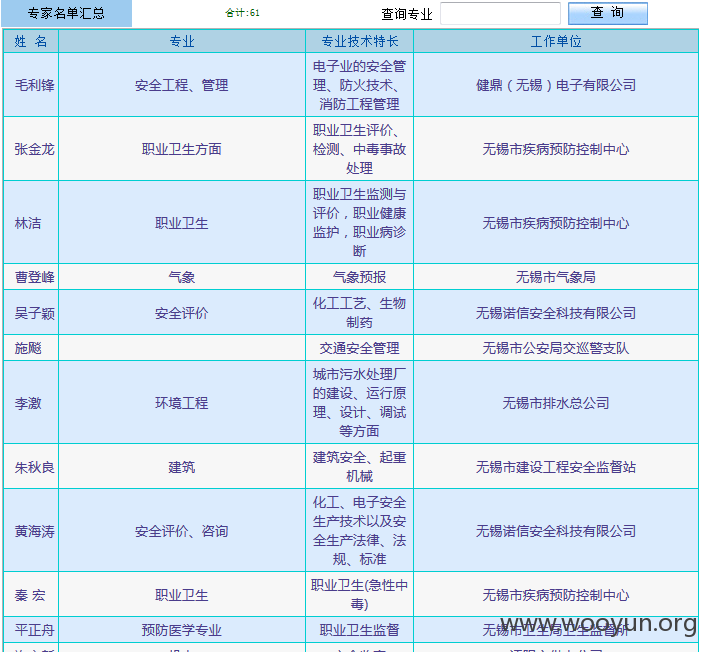 专家名单汇总 合计:61 查询专业 查 询
姓 名 专业 专业技术特长 工作单位
毛利锋 安全工程、管理 电子业的安全管
理、防火技术、
消防工程管理 健鼎（无锡）电子有限公司
张金龙 职业卫生方面 职业卫生评价、
检测、中毒事故
处理 无锡市疾病预防控制中心
林洁 职业卫生 职业卫生监测与
评价，职业健康
监护，职业病诊
断 无锡市疾病预防控制中心
曹登峰 气象 气象预报 无锡市气象局
吴子颖 安全评价 化工工艺、生物
制药 无锡诺信安全科技有限公司
施飚 交通安全管理 无锡市公安局交巡警支队
李激 环境工程 城市污水处理厂
的建设、运行原
理、设计、调试
等方面 无锡市排水总公司
朱秋良 建筑 建筑安全、起重
机械 无锡市建设工程安全监督站
黄海涛 安全评价、咨询 化工、电子安全
生产技术以及安
全生产法律、法
规、标准 无锡诺信安全科技有限公司
秦 宏 职业卫生 职业卫生(急性中
毒) 无锡市疾病预防控制中心
平正舟 预防医学专业 职业卫生监督 无锡市卫生局卫生监督所
www.wooyun.org